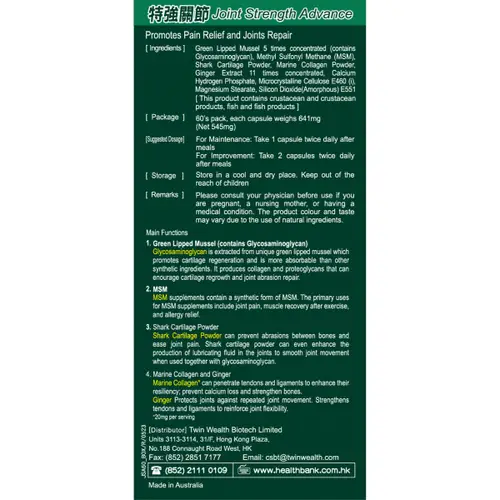 特強關節 Joint Strength Advance
Promotes Pain Relief and Joints Repair
[ Ingredients ] Green Lipped Mussel 5 times concentrated (contains
Glycosaminoglycan), Methyl Sulfonyl Methane (MSM),
Shark Cartilage Powder, Marine Collagen Powder,
Ginger Extract 11 times concentrated, Calcium
Hydrogen Phosphate, Microcrystalline Cellulose E460 (i),
Magnesium Stearate, Silicon Dioxide(Amorphous) E551
[ This product contains crustacean and crustacean
products, fish and fish products ]
[ Package ] 60's pack, each capsule weighs 641mg
(Net 545mg)
[Suggested Dosage] For Maintenance: Take 1 capsule twice daily after
meals
For Improvement: Take 2 capsules twice daily
after meals
[ Storage ] Store in a cool and dry place. Keep out of the
reach of children
[ Remarks ] Please consult your physician before use if you
are pregnant, a nursing mother, or having a
medical condition. The product colour and taste
may vary due to the use of natural ingredients.
Main Functions
1. Green Lipped Mussel (contains Glycosaminoglycan)
Glycosaminoglycan is extracted from unique green lipped mussel which
promotes cartilage regeneration and is more absorbable than other
synthetic ingredients. It produces collagen and proteoglycas that can
enourage cartilage regrowth and joint abrasion repair.
2. MSM
MSM supplements contain a synthetic form of MSM. The primary uses
for MSM supplements include joint pain, muscle recovery after exercise,
and allergy relief.
3. Shark Cartilage Powder
Shark Cartilage Powder can prevent abrasions between bones and
ease joint pain. Shark cartilage powder can even enhance the
production of lubricating fluid in the joints to smooth joint movement
when used together with glycosaminoglycan.
4. Marine Collagen and Ginger
Marine Collagen* can penetrate tendons and ligaments to enhance their
resiliency; prevent calcium loss and strengthen bones.
Ginger Protects joints against repeated joint movement. Strengthens
tendons and ligaments to reinforce joint flexibility.
*20mg per serving
[Distributor] Twin Wealth Biotech Limited
Units 3113-3114, 31/F, Hong Kong Plaza,
No.188 Connaught Road West, HK
Fax: (852) 2851 7177 Email: csbt@twinwealth.com
(852) 2111 0109 www.healthbank.com.hk
Made in Australia